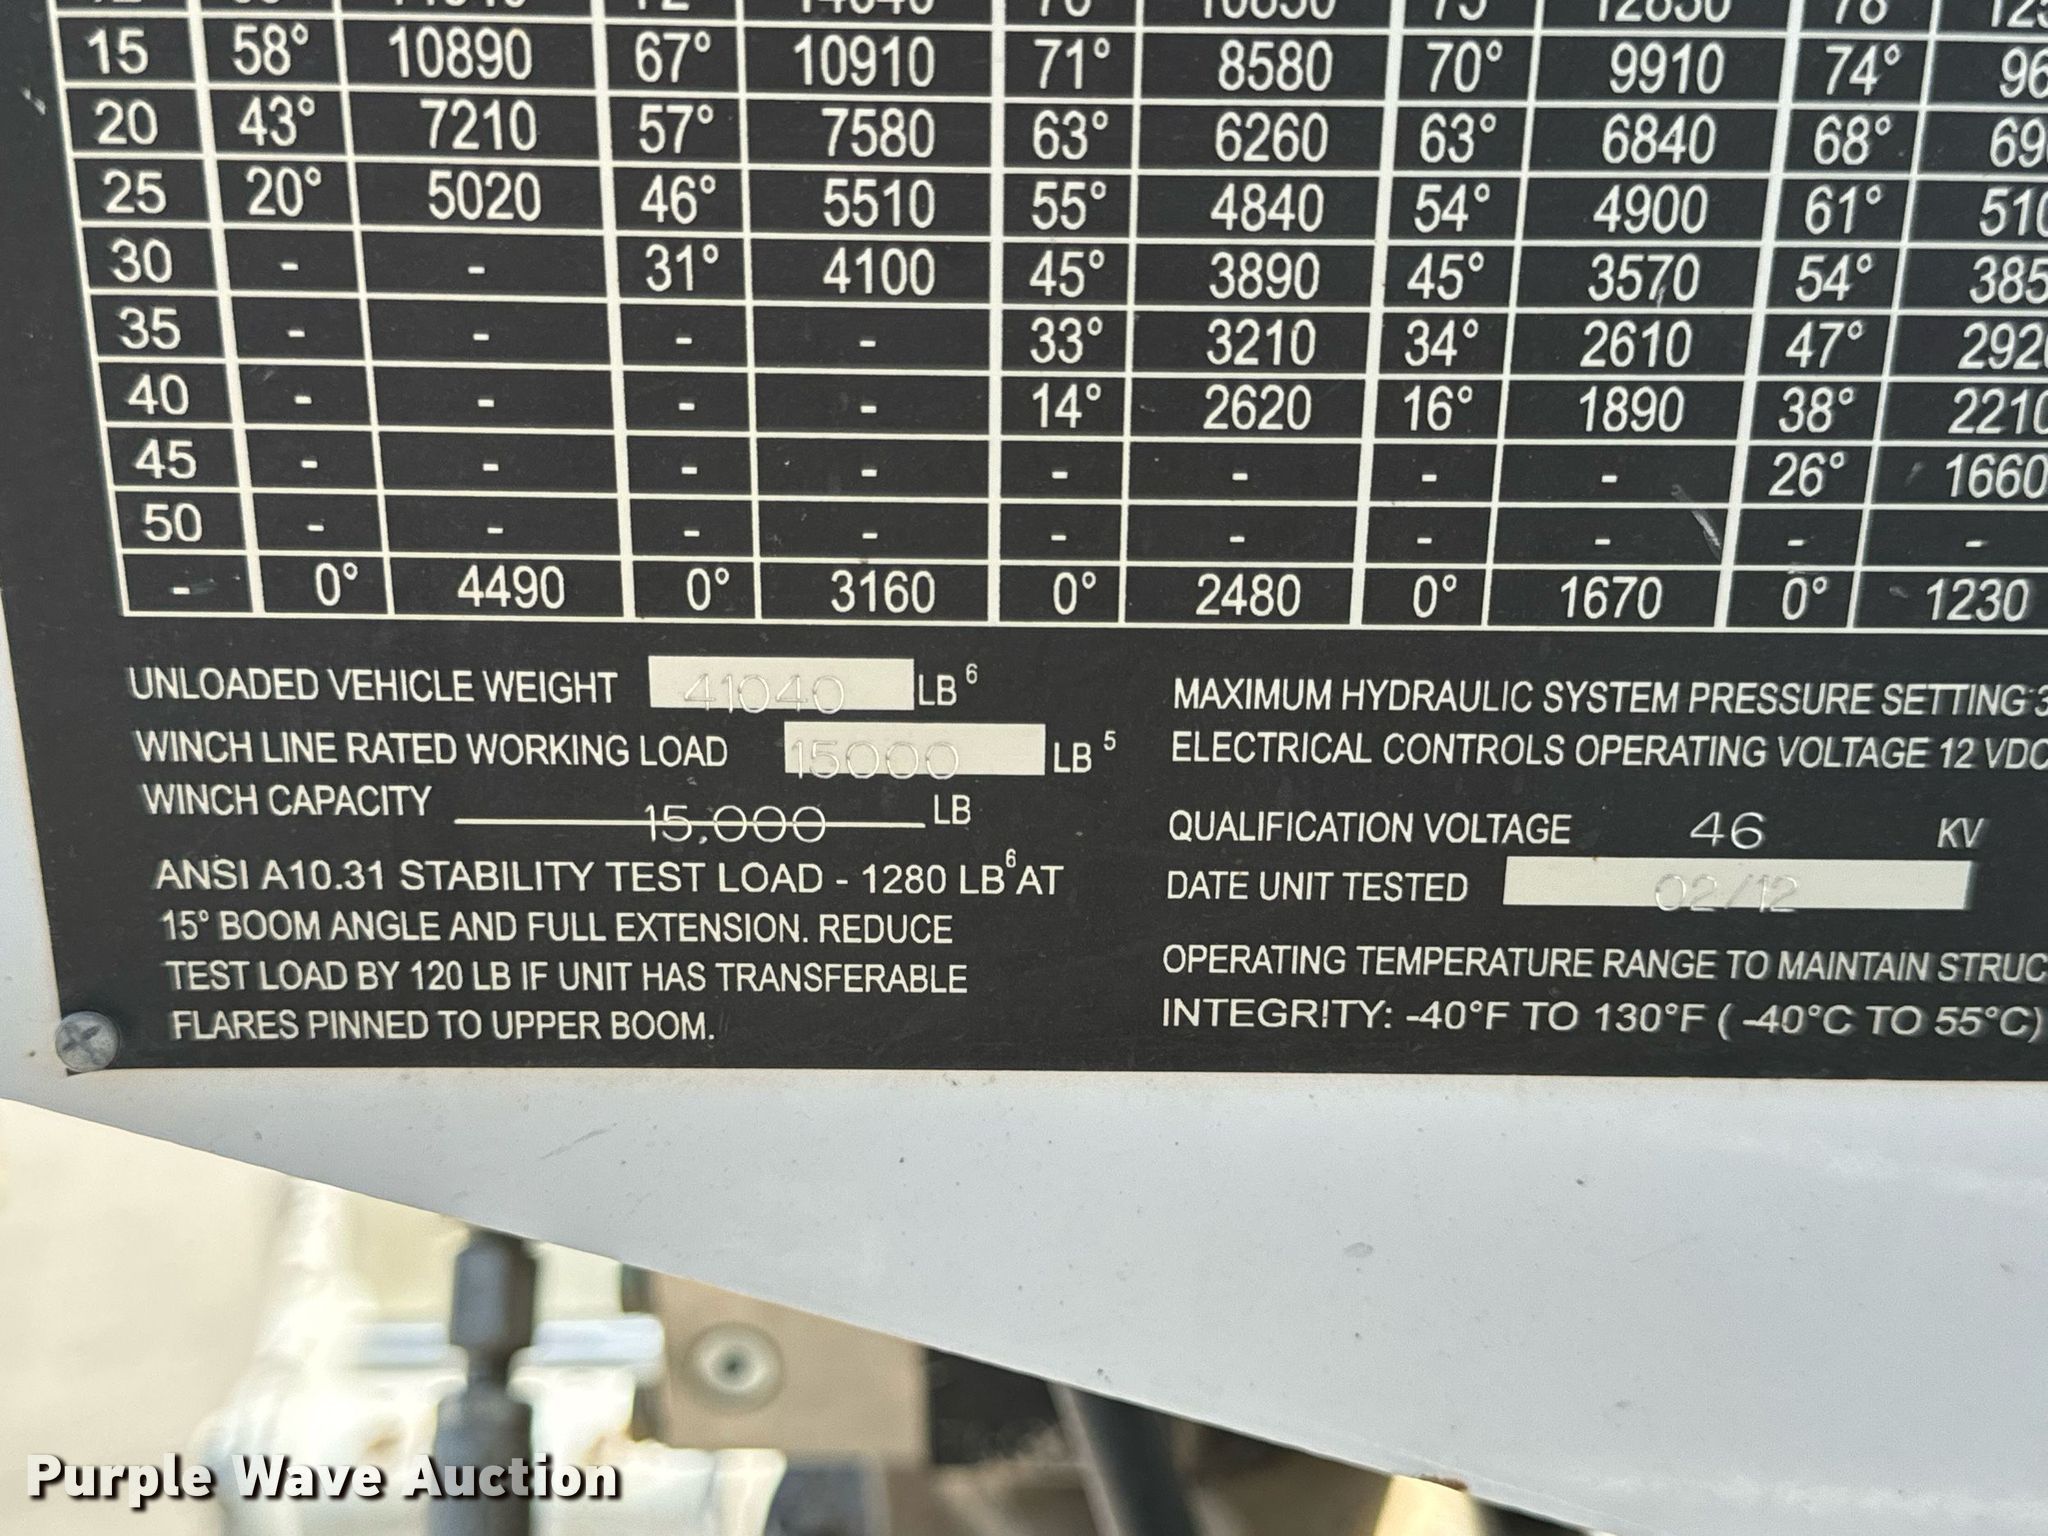 15 58° 10890 67° 10910 71° 8580 70° 9910 74°
20 43° 7210 57° 7580 63° 6260 63° 6840 68°
25 20° 5020 46° 5510 55° 4840 54° 4900 61°
30 - - 31° 4100 45° 3890 45° 3570 54°
35 - - - - 33° 3210 34° 2610 47° 2920
40 - - - - 14° 2620 16° 1890 38° 2210
45 - - - - - - - - 26° 1660
50 - - - - - - - - - -
- 0° 4490 0° 3160 0° 2480 0° 1670 0° 1230
UNLOADED VEHICLE WEIGHT 41040 LB 6
WINCH LINE RATED WORKING LOAD 15000 LB 5
WINCH CAPACITY 15,000 LB
ANSI A10.31 STABILITY TEST LOAD - 1280 LB 6 AT
15° BOOM ANGLE AND FULL EXTENSION. REDUCE
TEST LOAD BY 120 LB IF UNIT HAS TRANSFERABLE
FLARES PINNED TO UPPER BOOM.
MAXIMUM HYDRAULIC SYSTEM PRESSURE SETTING
ELECTRICAL CONTROLS OPERATING VOLTAGE 12 VDC
QUALIFICATION VOLTAGE 46 KV
DATE UNIT TESTED 02/12
OPERATING TEMPERATURE RANGE TO MAINTAIN STRUC
INTEGRITY: -40°F TO 130°F ( -40°C TO 55°C)
Purple Wave Auction